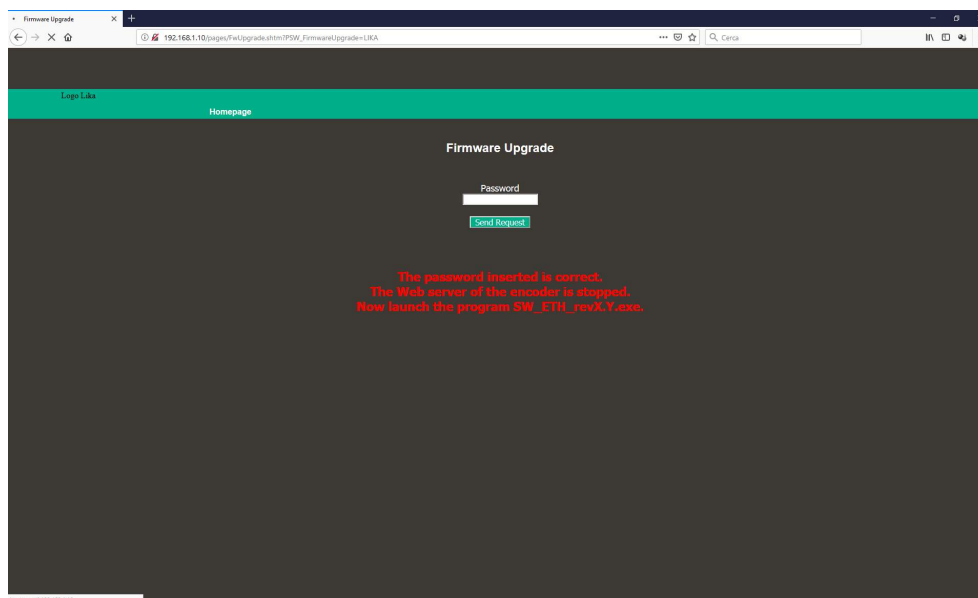 Firmware Upgrade
192.168.1.10/pages/FwUpgrade.shtm?PSW_FirmwareUpgrade=LIKA
Cerca
Logo Lika
Homepage
Firmware Upgrade
Password
Send Request
The password inserted is correct.
The Web server of the encoder is stopped.
Now launch the program SW_ETH_revX.Y.exe.